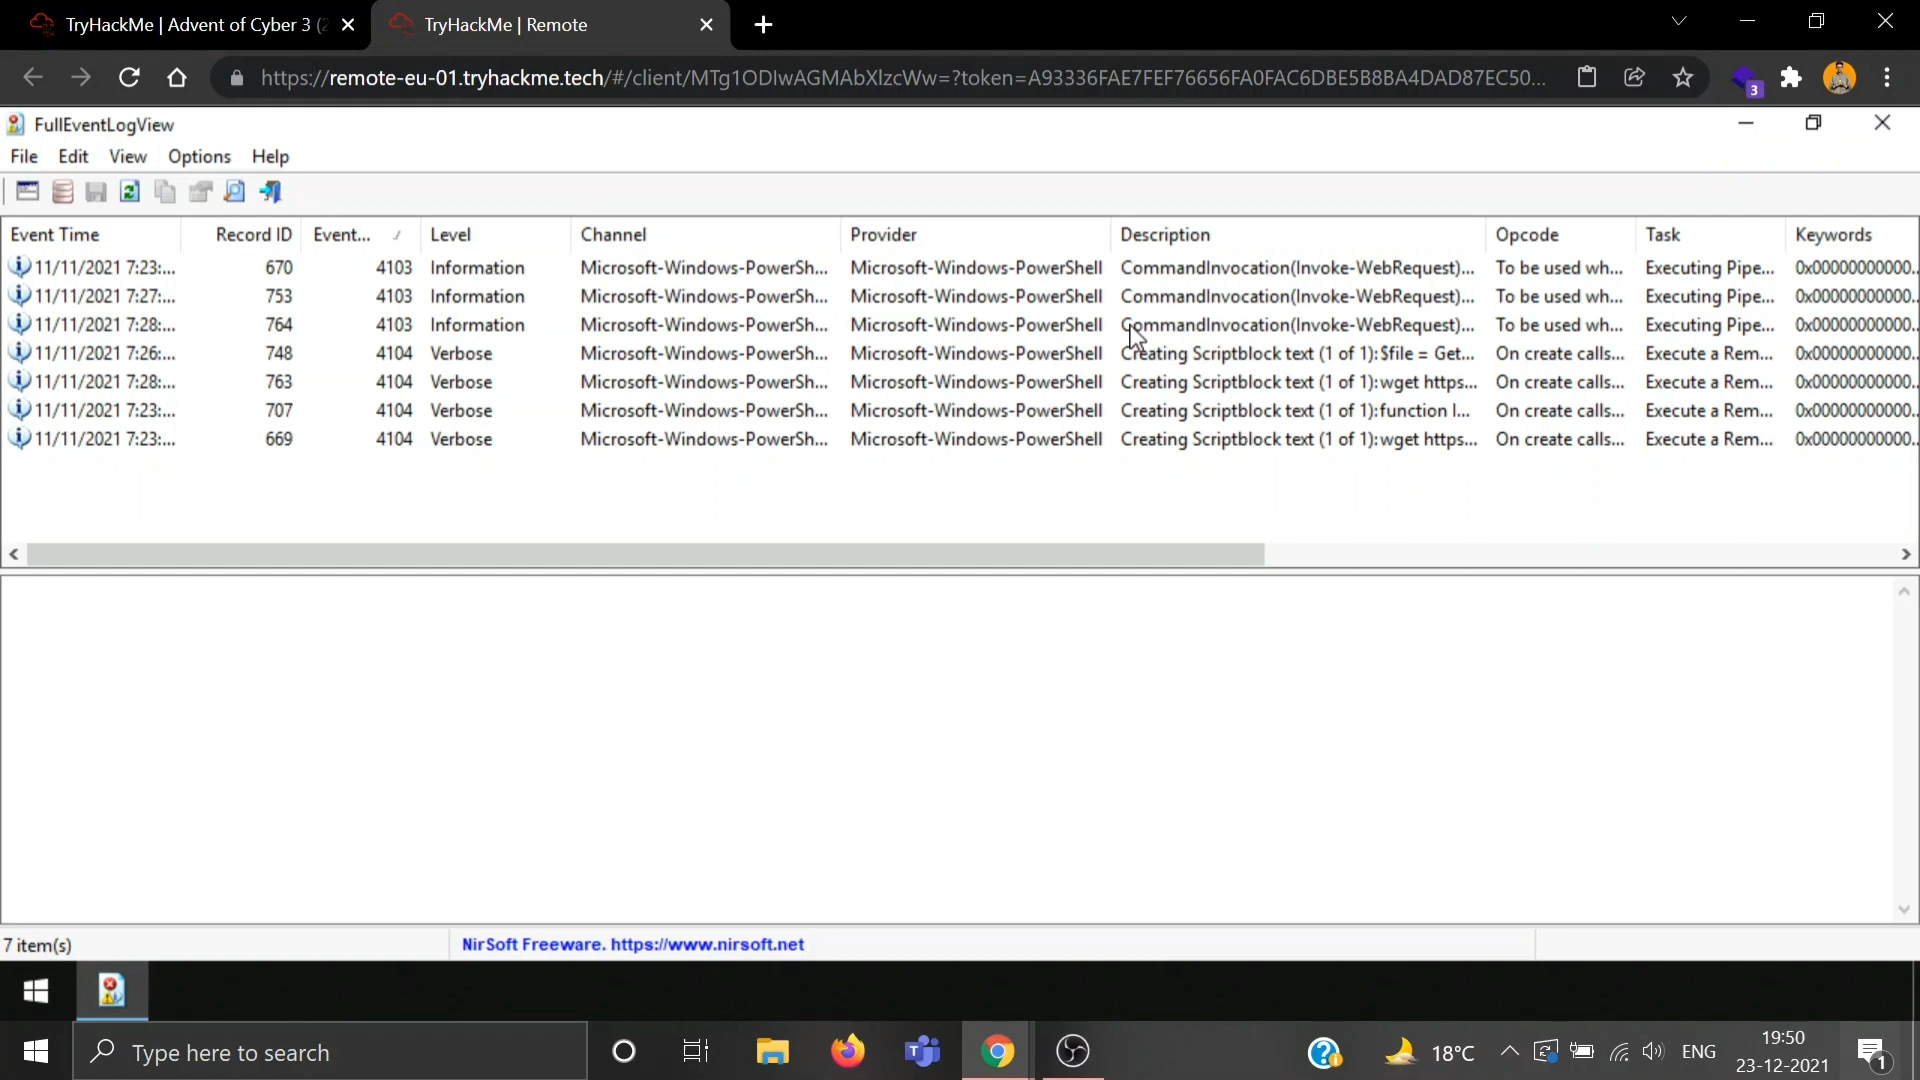 TryHackMe | Advent of Cyber 3 (2
TryHackMe | Remote
https://remote-eu-01.tryhackme.tech/#/client/MTg1ODIwAGMAbXlzcWw=?token=A93336FAE7FEF76656FA0FAC6DBE5B8BA4DAD87EC50...
3
FullEventLogView
File Edit View Options Help
Event Time Record ID Event... Level Channel Provider Description Opcode Task Keywords
11/11/2021 7:23:... 670 4103 Information Microsoft-Windows-PowerSh... Microsoft-Windows-PowerShell CommandInvocation(Invoke-WebRequest)... To be used wh... Executing Pipe... 0x00000000000..
11/11/2021 7:27:... 753 4103 Information Microsoft-Windows-PowerSh... Microsoft-Windows-PowerShell CommandInvocation(Invoke-WebRequest)... To be used wh... Executing Pipe... 0x00000000000..
11/11/2021 7:28:... 764 4103 Information Microsoft-Windows-PowerSh... Microsoft-Windows-PowerShell CommandInvocation(Invoke-WebRequest)... To be used wh... Executing Pipe... 0x00000000000..
11/11/2021 7:26:... 748 4104 Verbose Microsoft-Windows-PowerSh... Microsoft-Windows-PowerShell Creating Scriptblock text (1 of 1):$file = Get... On create calls... Execute a Rem... 0x00000000000..
11/11/2021 7:28:... 763 4104 Verbose Microsoft-Windows-PowerSh... Microsoft-Windows-PowerShell Creating Scriptblock text (1 of 1):wget https... On create calls... Execute a Rem... 0x00000000000..
11/11/2021 7:23:... 707 4104 Verbose Microsoft-Windows-PowerSh... Microsoft-Windows-PowerShell Creating Scriptblock text (1 of 1):function I... On create calls... Execute a Rem... 0x00000000000..
11/11/2021 7:23:... 669 4104 Verbose Microsoft-Windows-PowerSh... Microsoft-Windows-PowerShell Creating Scriptblock text (1 of 1):wget https... On create calls... Execute a Rem... 0x00000000000..
7 item(s)
NirSoft Freeware. https://www.nirsoft.net
Type here to search
18°C
ENG
19:50
23-12-2021
1